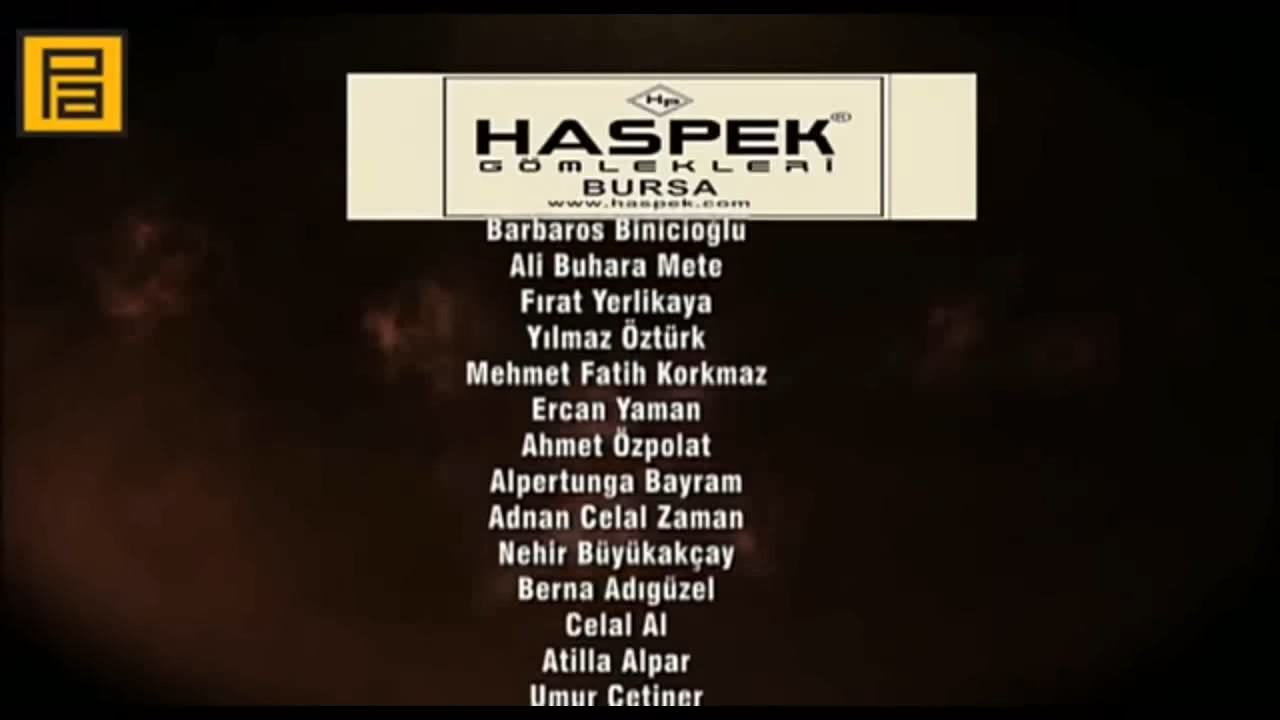 Pa
Hp
HASPEK®
GÖMLEKLERİ
BURSA
www.haspek.com
Barbaros Binicioğlu
Ali Buhara Mete
Fırat Yerlikaya
Yılmaz Öztürk
Mehmet Fatih Korkmaz
Ercan Yaman
Ahmet Özpolat
Alpertunga Bayram
Adnan Celal Zaman
Nehir Büyükakçay
Berna Adıgüzel
Celal Al
Atilla Alpar
Umur Çetiner